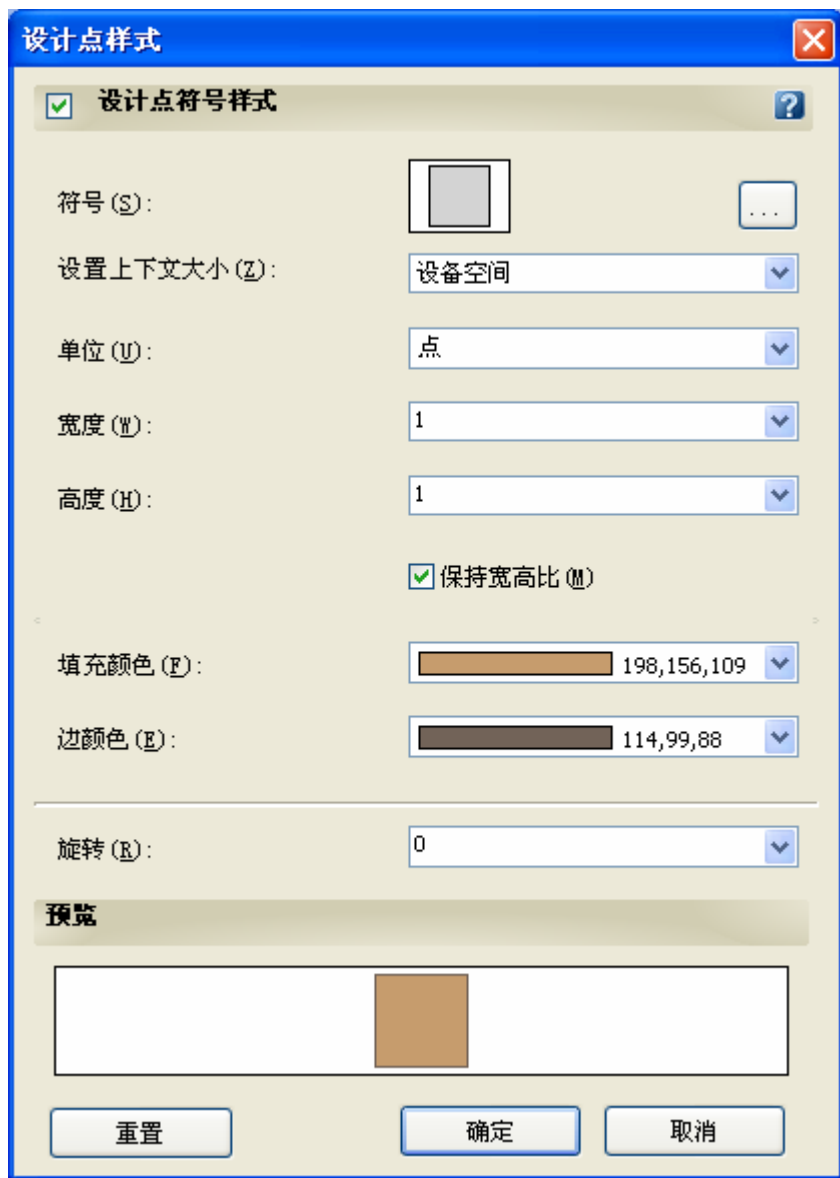 设计点样式
设计点符号样式
符号(S):
...
设置上下文大小(Z): 设备空间
单位(U): 点
宽度(W): 1
高度(H): 1
保持宽高比(M)
填充颜色(F): 198,156,109
边颜色(E): 114,99,88
旋转(R): 0
预览
重置 确定 取消